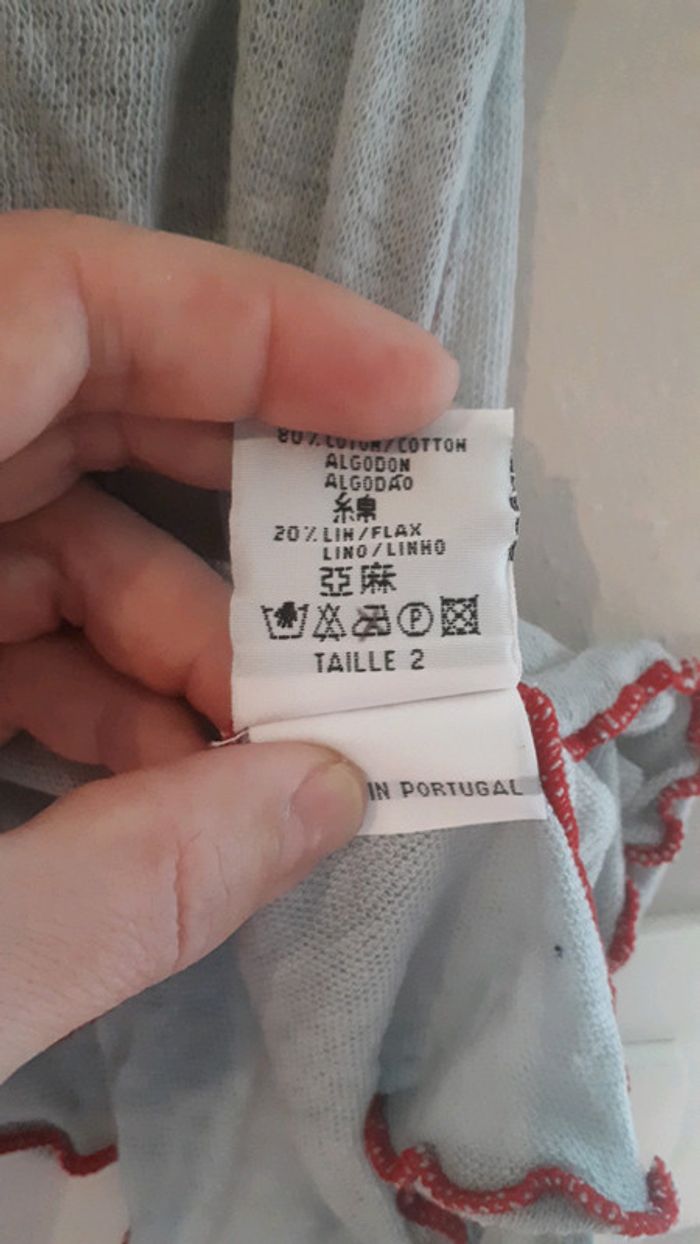 80% COTON/COTTON
ALGODON
ALGODÃO
綿
20% LIN/FLAX
LINO/LINHO
亞麻
P
TAILLE 2
IN PORTUGAL